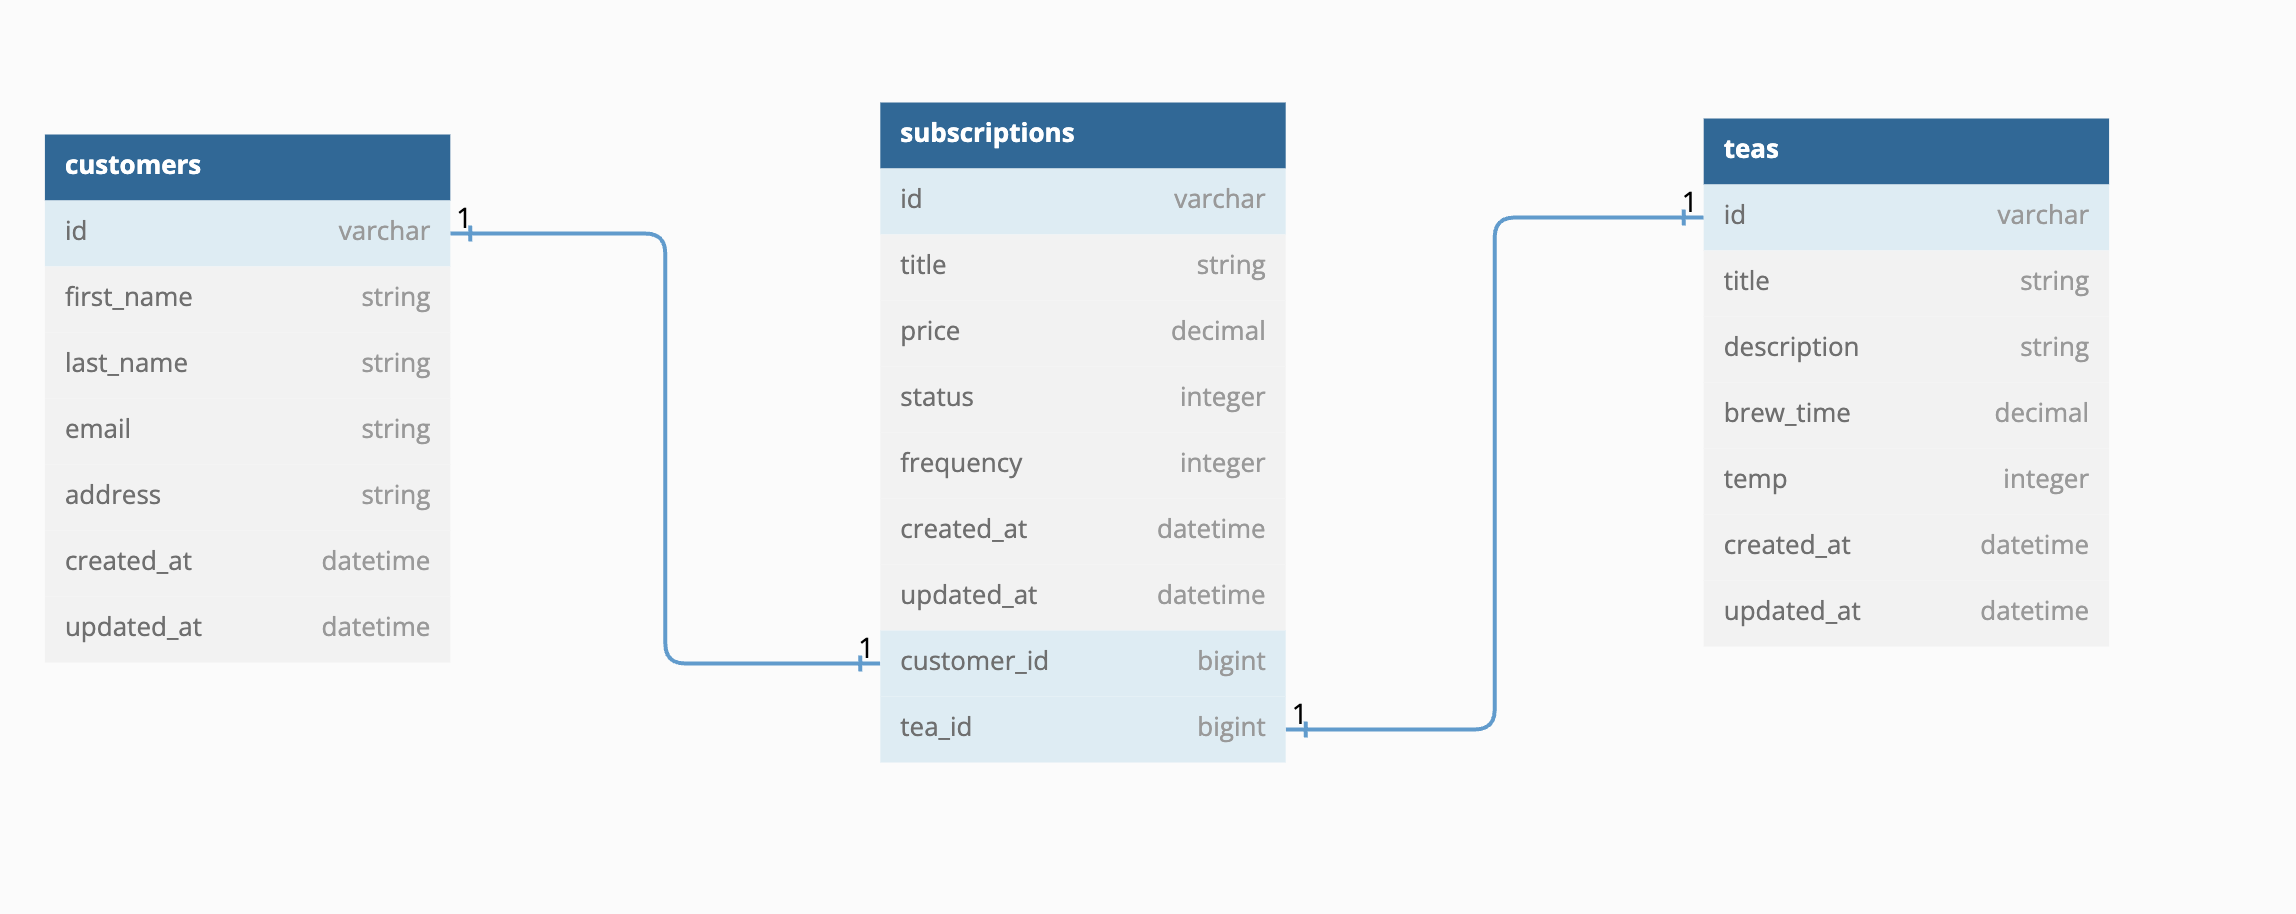 customers
id varchar
first_name string
last_name string
email string
address string
created_at datetime
updated_at datetime
1
1
subscriptions
id varchar
title string
price decimal
status integer
frequency integer
created_at datetime
updated_at datetime
customer_id bigint
tea_id bigint
1
1
teas
id varchar
title string
description string
brew_time decimal
temp integer
created_at datetime
updated_at datetime